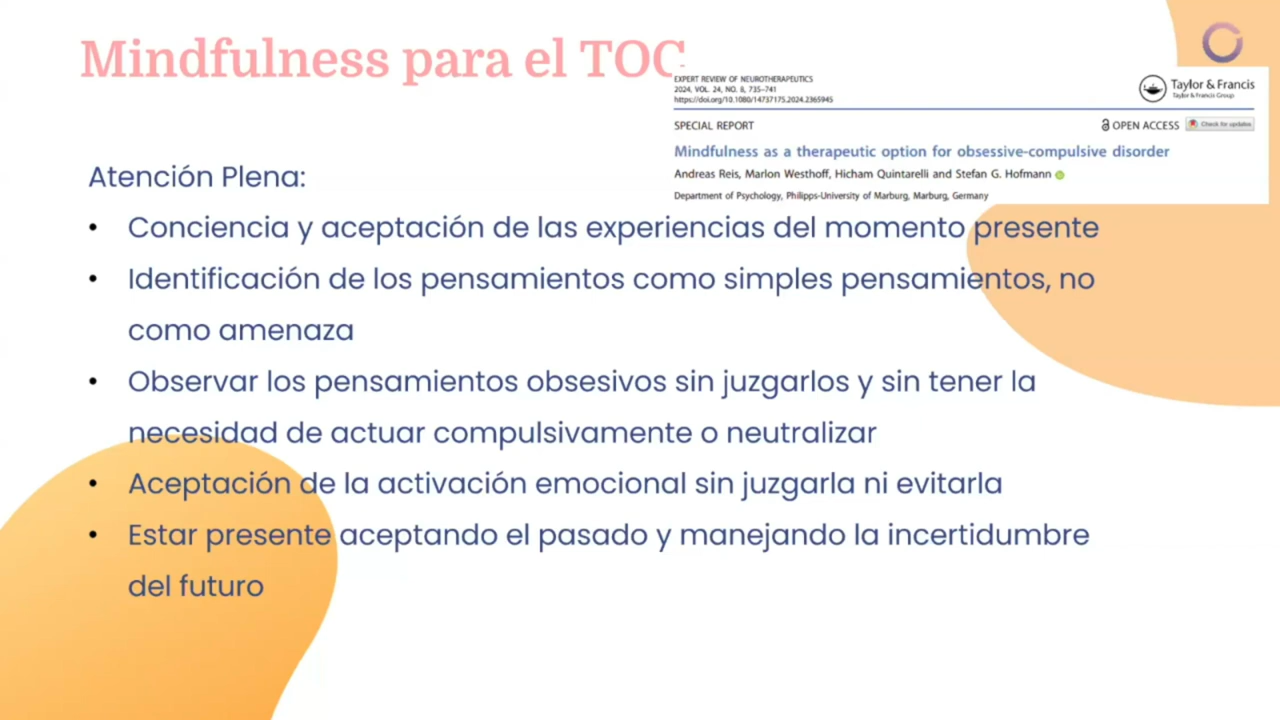 Mindfulness para el TOC
EXPERT REVIEW OF NEUROTHERAPEUTICS
2024, VOL. 24, NO. 8, 735–741
https://doi.org/10.1080/14737175.2024.2365945
Taylor & Francis
Taylor & Francis Group
SPECIAL REPORT
OPEN ACCESS
Check for updates
Mindfulness as a therapeutic option for obsessive-compulsive disorder
Andreas Reis, Marlon Westhoff, Hicham Quintarelli and Stefan G. Hofmann
Department of Psychology, Philipps-University of Marburg, Marburg, Germany
Atención Plena:
• Conciencia y aceptación de las experiencias del momento presente
• Identificación de los pensamientos como simples pensamientos, no
como amenaza
• Observar los pensamientos obsesivos sin juzgarlos y sin tener la
necesidad de actuar compulsivamente o neutralizar
• Aceptación de la activación emocional sin juzgarla ni evitarla
• Estar presente aceptando el pasado y manejando la incertidumbre
del futuro